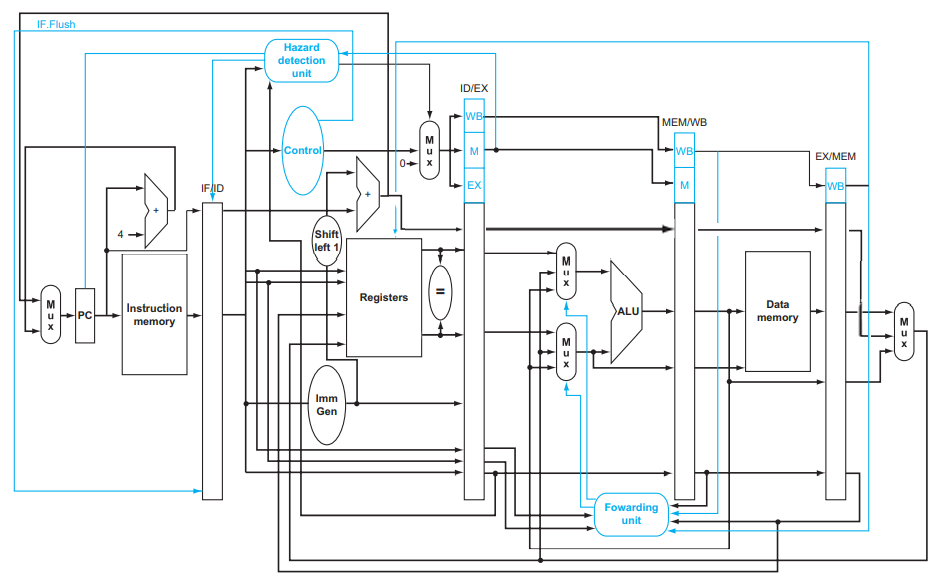 IF.Flush
Hazard
detection
unit
ID/EX
MEM/WB
EX/MEM
WB
M
EX
WB
M
WB
Control
M
u
x
0
IF/ID
+
4
+
Shift
left 1
Registers
=
M
u
x
PC
Instruction
memory
M
u
x
ALU
M
u
x
Data
memory
M
u
x
Imm
Gen
Fowarding
unit